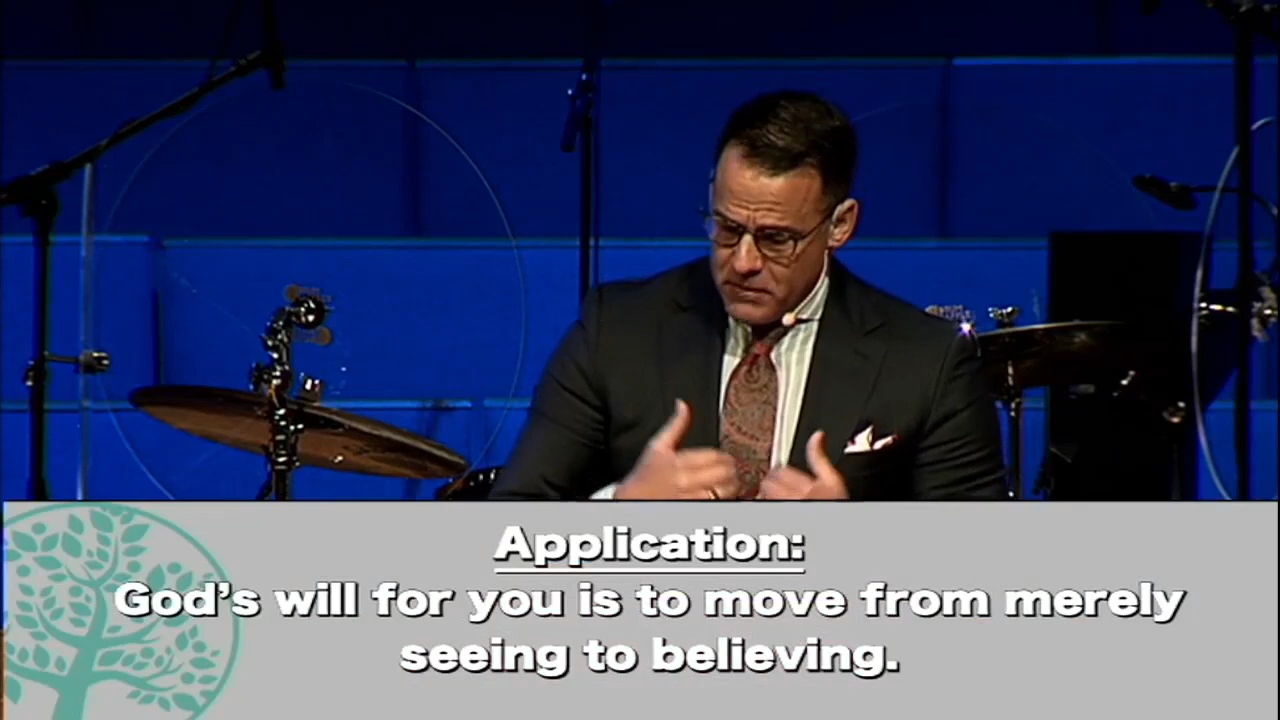 Application:
God's will for you is to move from merely
seeing to believing.